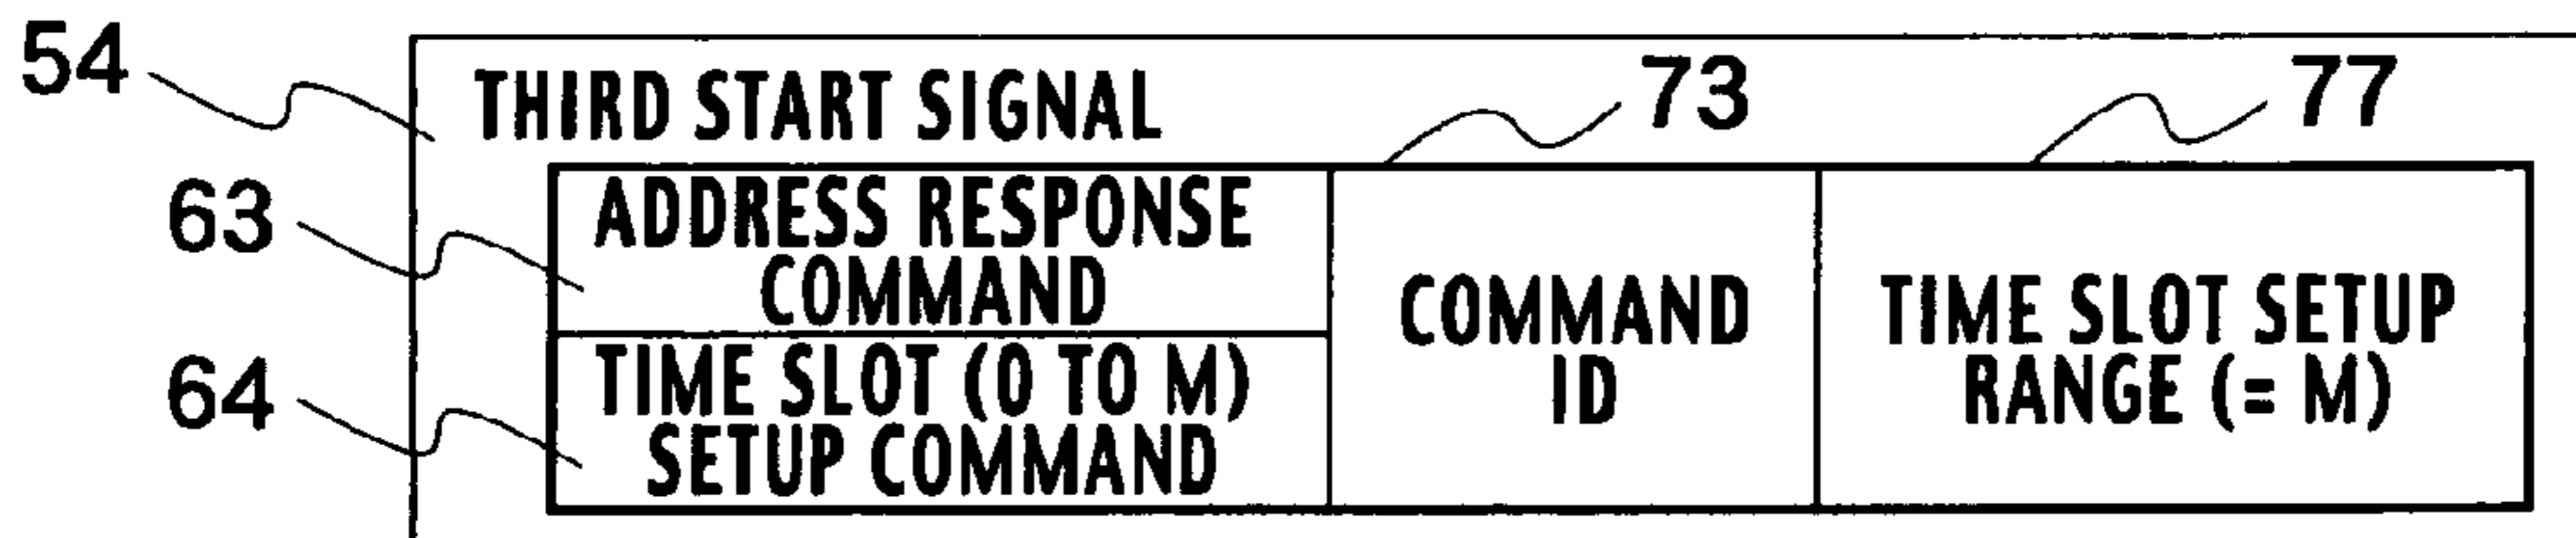 54
THIRD START SIGNAL
73
77
63
ADDRESS RESPONSE
COMMAND
COMMAND
ID
TIME SLOT SETUP
RANGE (= M)
64
TIME SLOT (0 TO M)
SETUP COMMAND